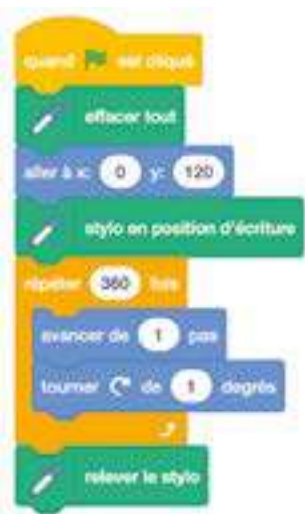 quand est cliqué
effacer tout
aller à x: 0 y: 120
stylo en position d'écriture
répéter 360 fois
avancer de 1 pas
tourner de 1 degrés
relever le stylo